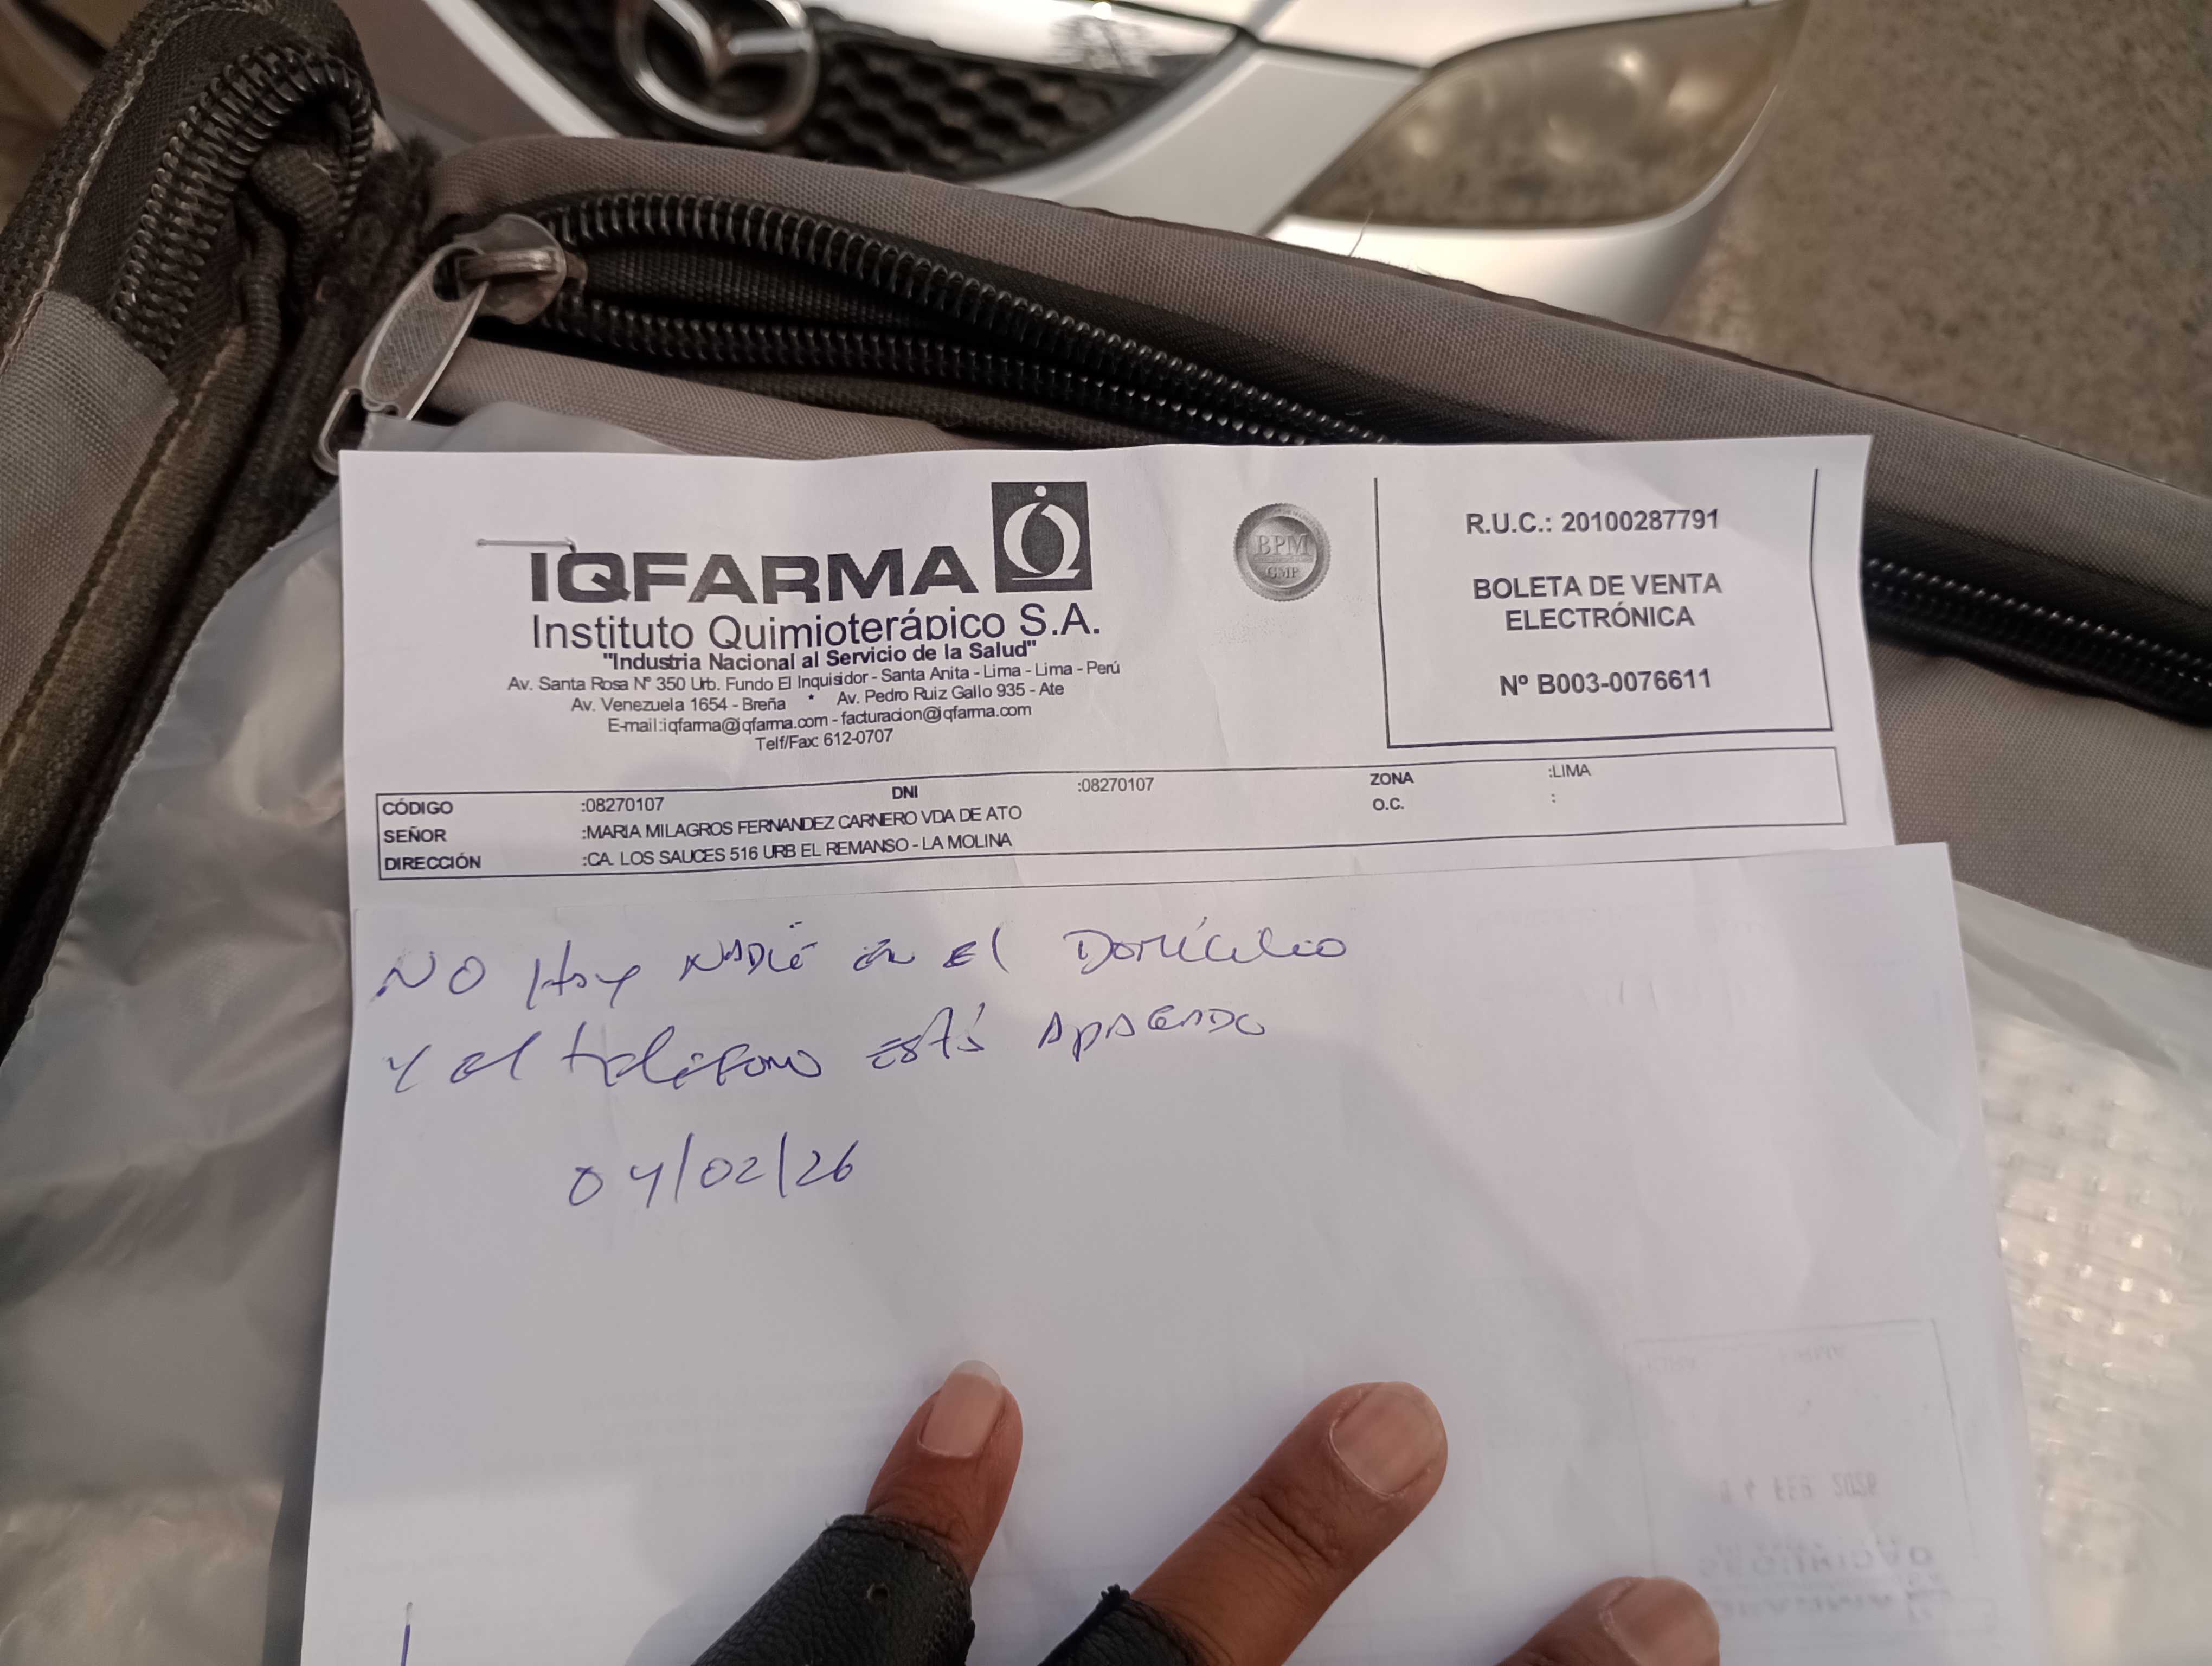 IQFARMA
Instituto Quimioterápico S.A.
"Industria Nacional al Servicio de la Salud"
Av. Santa Rosa Nº 350 Urb. Fundo El Inquisidor - Santa Anita - Lima - Lima - Perú
Av. Venezuela 1654 - Breña * Av. Pedro Ruiz Gallo 935 - Ate
E-mail:iqfarma@iqfarma.com - facturacion@iqfarma.com
Telf/Fax: 612-0707
BPM
GMP
R.U.C.: 20100287791
BOLETA DE VENTA
ELECTRÓNICA
Nº B003-0076611
CÓDIGO :08270107 DNI :08270107 ZONA :LIMA
SEÑOR :MARIA MILAGROS FERNANDEZ CARNERO VDA DE ATO O.C. :
DIRECCIÓN :CA. LOS SAUCES 516 URB EL REMANSO - LA MOLINA
NO Hay NADie en El Domicilio
Y el teléfono está APAGADO
04/02/26